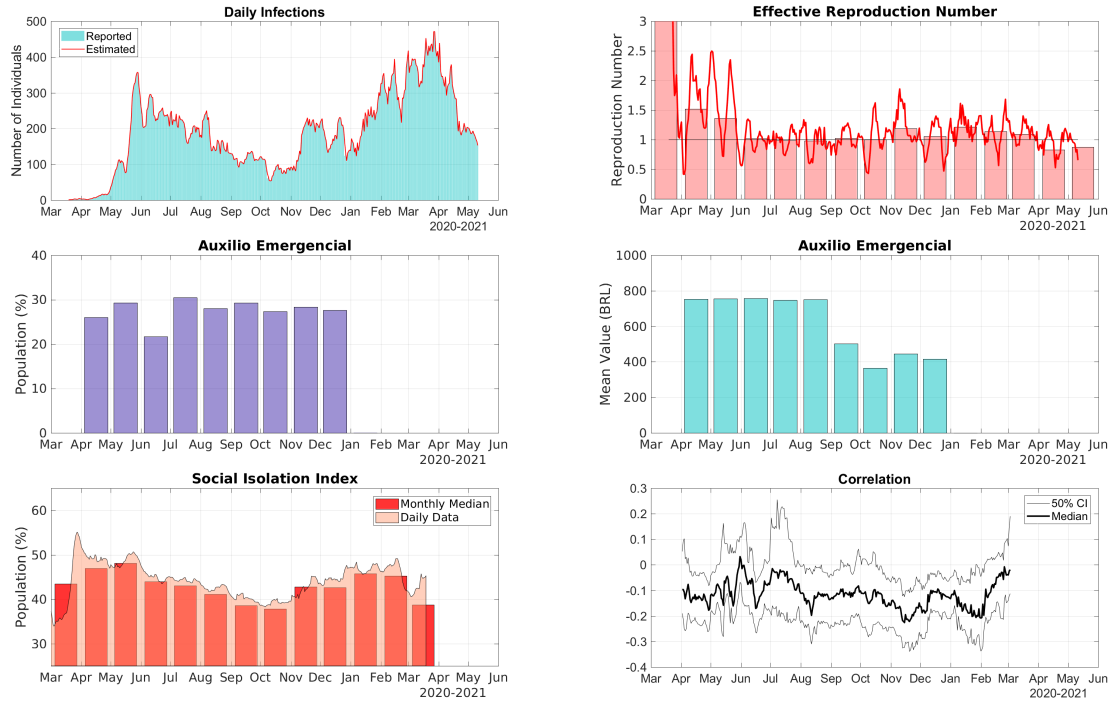 Daily Infections
Number of Individuals
500
400
300
200
100
0
Reported
Estimated
Mar Apr May Jun Jul Aug Sep Oct Nov Dec Jan Feb Mar Apr May Jun
2020-2021
Effective Reproduction Number
Reproduction Number
3
2.5
2
1.5
1
0.5
0
Mar Apr May Jun Jul Aug Sep Oct Nov Dec Jan Feb Mar Apr May Jun
2020-2021
Auxilio Emergencial
Population (%)
40
30
20
10
0
Mar Apr May Jun Jul Aug Sep Oct Nov Dec Jan Feb Mar Apr May Jun
2020-2021
Auxilio Emergencial
Mean Value (BRL)
1000
800
600
400
200
0
Mar Apr May Jun Jul Aug Sep Oct Nov Dec Jan Feb Mar Apr May Jun
2020-2021
Social Isolation Index
Population (%)
60
50
40
30
Monthly Median
Daily Data
Mar Apr May Jun Jul Aug Sep Oct Nov Dec Jan Feb Mar Apr May Jun
2020-2021
Correlation
0.3
0.2
0.1
0
-0.1
-0.2
-0.3
-0.4
50% CI
Median
Mar Apr May Jun Jul Aug Sep Oct Nov Dec Jan Feb Mar Apr May Jun
2020-2021